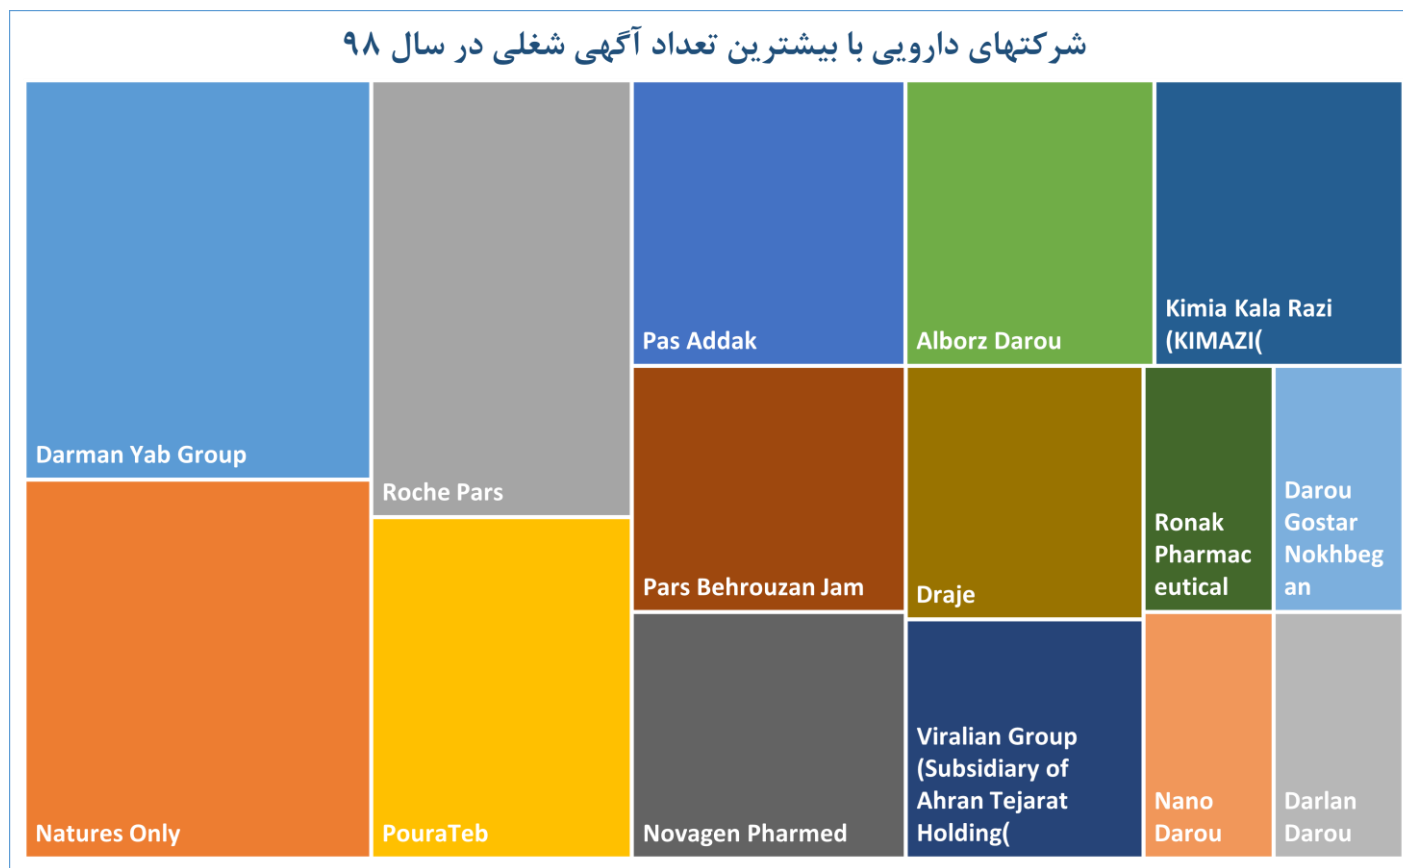 شرکتهای دارویی با بیشترین تعداد آگهی شغلی در سال ۹۸
Darman Yab Group
Natures Only
Roche Pars
PouraTeb
Pas Addak
Pars Behrouzan Jam
Novagen Pharmed
Alborz Darou
Kimia Kala Razi
(KIMAZI(
Draje
Viralian Group
(Subsidiary of
Ahran Tejarat
Holding(
Ronak
Pharmac
eutical
Darou
Gostar
Nokhbeg
an
Nano
Darou
Darlan
Darou